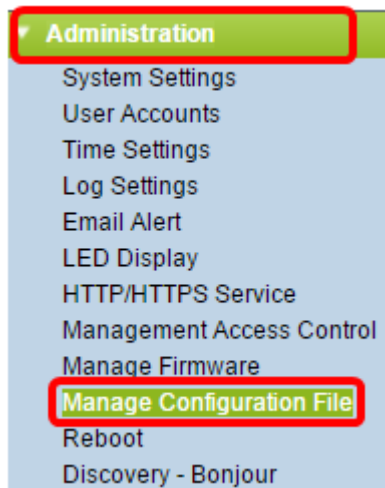 Administration
System Settings
User Accounts
Time Settings
Log Settings
Email Alert
LED Display
HTTP/HTTPS Service
Management Access Control
Manage Firmware
Manage Configuration File
Reboot
Discovery - Bonjour